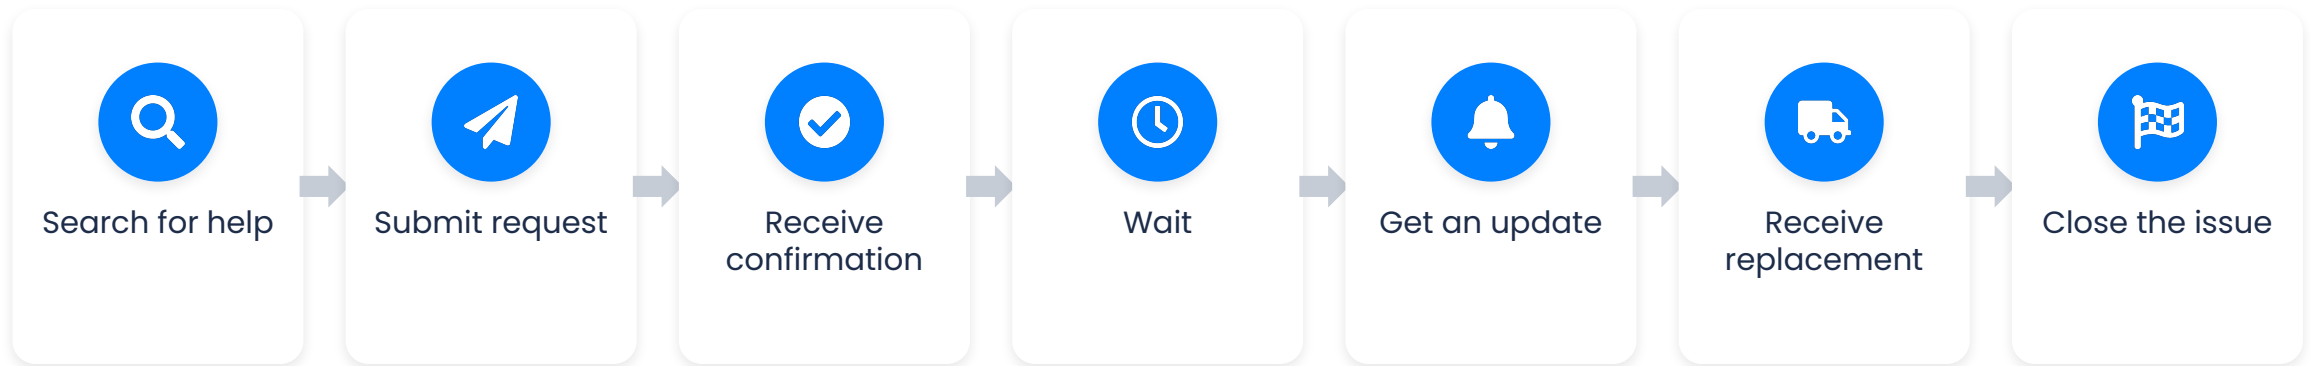 Search for help
Submit request
Receive
confirmation
Wait
Get an update
Receive
replacement
Close the issue